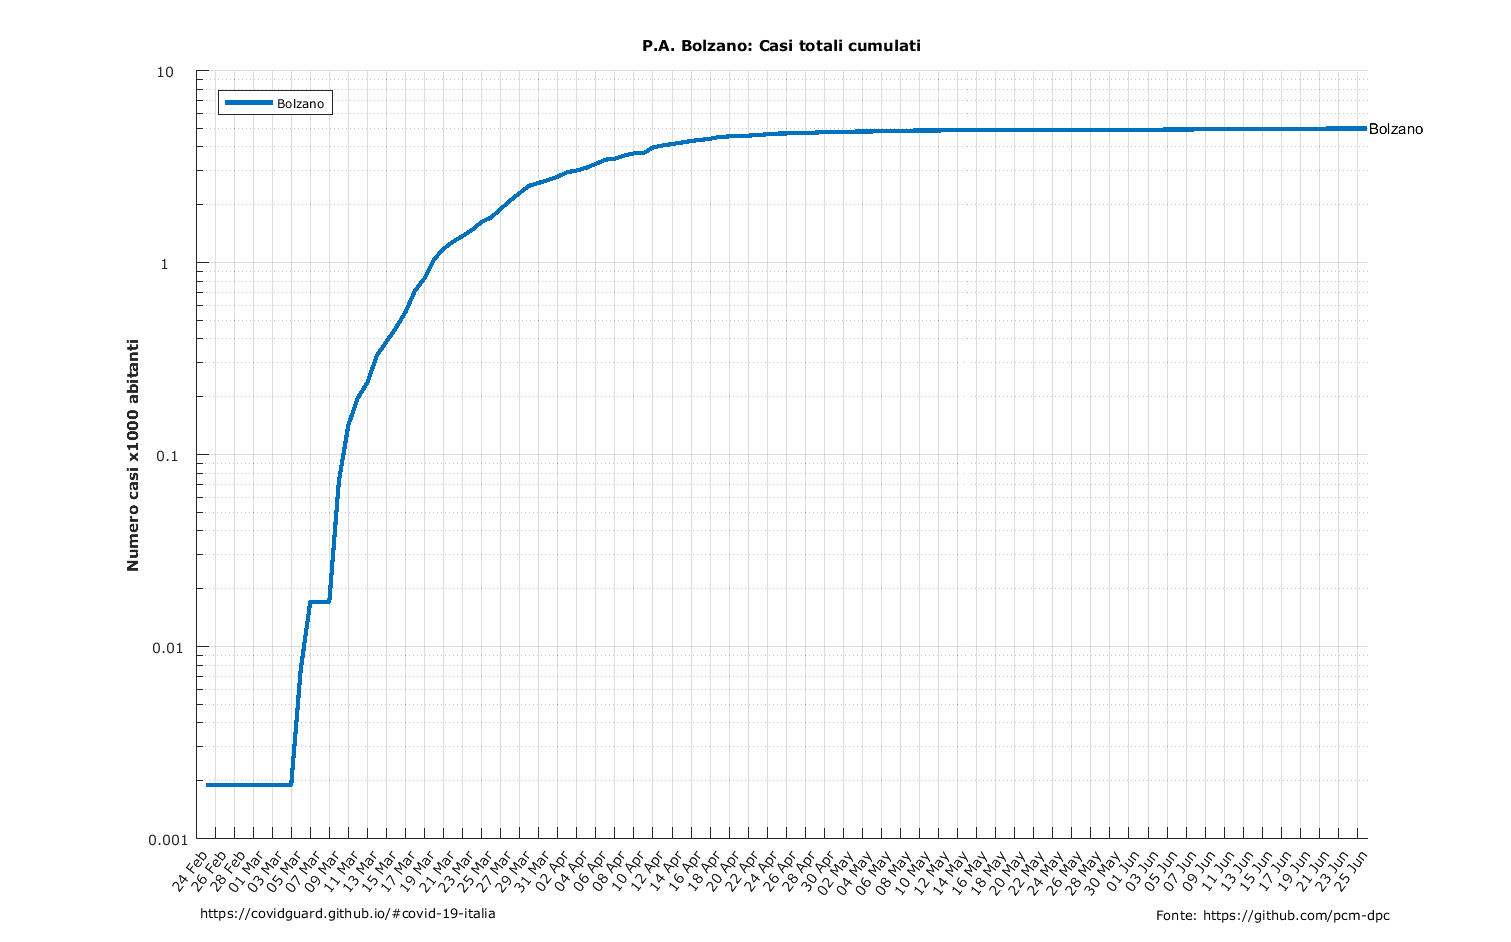 P.A. Bolzano: Casi totali cumulati
Bolzano
10
1
0.1
0.01
0.001
Numero casi x1000 abitanti
Bolzano
24 Feb
26 Feb
28 Feb
01 Mar
03 Mar
05 Mar
07 Mar
09 Mar
11 Mar
13 Mar
15 Mar
17 Mar
19 Mar
21 Mar
23 Mar
25 Mar
27 Mar
29 Mar
31 Mar
02 Apr
04 Apr
06 Apr
08 Apr
10 Apr
12 Apr
14 Apr
16 Apr
18 Apr
20 Apr
22 Apr
24 Apr
26 Apr
28 Apr
30 Apr
02 May
04 May
06 May
08 May
10 May
12 May
14 May
16 May
18 May
20 May
22 May
24 May
26 May
28 May
30 May
01 Jun
03 Jun
05 Jun
07 Jun
09 Jun
11 Jun
13 Jun
15 Jun
17 Jun
19 Jun
21 Jun
23 Jun
25 Jun
https://covidguard.github.io/#covid-19-italia
Fonte: https://github.com/pcm-dpc